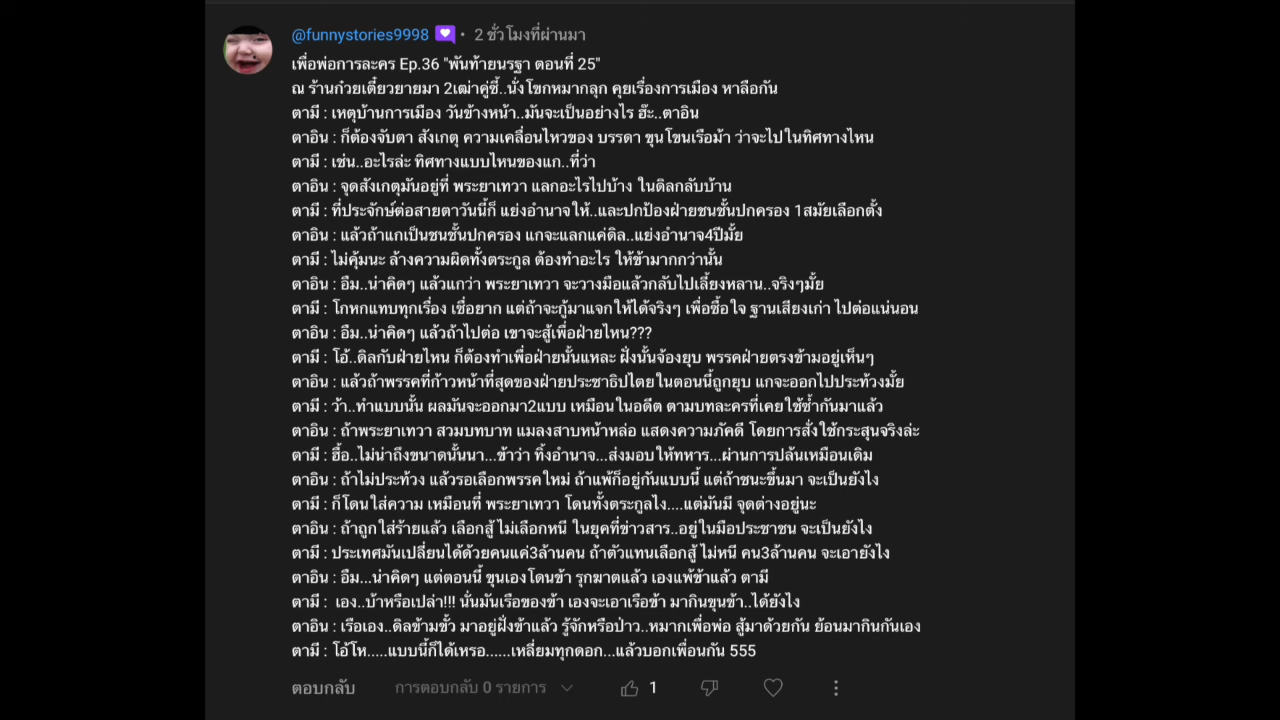 @funnystories9998 • 2 ชั่วโมงที่ผ่านมา
เพื่อพ่อการละคร Ep.36 "พันท้ายนรฐา ตอนที่ 25"
ณ ร้านก๋วยเตี๋ยวยายมา 2เฒ่าคู่ซี้..นั่งโขกหมากลุก คุยเรื่องการเมือง หาลือกัน
ตามี : เหตุบ้านการเมือง วันข้างหน้า..มันจะเป็นอย่างไร ฮ๊ะ..ตาอิน
ตาอิน : ก็ต้องจับตา สังเกตุ ความเคลื่อนไหวของ บรรดา ขุนโขนเรือม้า ว่าจะไปในทิศทางไหน
ตามี : เช่น..อะไรล่ะ ทิศทางแบบไหนของแก..ที่ว่า
ตาอิน : จุดสังเกตุมันอยู่ที่ พระยาเทวา แลกอะไรไปบ้าง ในดิลกลับบ้าน
ตามี : ที่ประจักษ์ต่อสายตาวันนี้ก็ แย่งอำนาจให้..และปกป้องฝ่ายชนชั้นปกครอง 1สมัยเลือกตั้ง
ตาอิน : แล้วถ้าแกเป็นชนชั้นปกครอง แกจะแลกแค่ดิล..แย่งอำนาจ4ปีมั้ย
ตามี : ไม่คุ้มนะ ล้างความผิดทั้งตระกูล ต้องทำอะไร ให้ข้ามากกว่านั้น
ตาอิน : อืม..น่าคิดๆ แล้วแกว่า พระยาเทวา จะวางมือแล้วกลับไปเลี้ยงหลาน..จริงๆมั้ย
ตามี : โกหกแทบทุกเรื่อง เชื่อยาก แต่ถ้าจะกู้มาแจกให้ได้จริงๆ เพื่อซื้อใจ ฐานเสียงเก่า ไปต่อแน่นอน
ตาอิน : อืม..น่าคิดๆ แล้วถ้าไปต่อ เขาจะสู้เพื่อฝ่ายไหน???
ตามี : โอ้..ดิลกับฝ่ายไหน ก็ต้องทำเพื่อฝ่ายนั้นแหละ ฝั่งนั้นจ้องยุบ พรรคฝ่ายตรงข้ามอยู่เห็นๆ
ตาอิน : แล้วถ้าพรรคที่ก้าวหน้าที่สุดของฝ่ายประชาธิปไตยในตอนนี้ถูกยุบ แกจะออกไปประท้วงมั้ย
ตามี : ว้า..ทำแบบนั้น ผลมันจะออกมา2แบบ เหมือนในอดีต ตามบทละครที่เคยใช้ซ้ำกันมาแล้ว
ตาอิน : ถ้าพระยาเทวา สวมบทบาท แมลงสาบหน้าหล่อ แสดงความภัคดี โดยการสั่งใช้กระสุนจริงล่ะ
ตามี : ฮื้อ..ไม่น่าถึงขนาดนั้นนา...ข้าว่า ทิ้งอำนาจ...ส่งมอบให้ทหาร...ผ่านการปล้นเหมือนเดิม
ตาอิน : ถ้าไม่ประท้วง แล้วรอเลือกพรรคใหม่ ถ้าแพ้ก็อยู่กันแบบนี้ แต่ถ้าชนะขึ้นมา จะเป็นยังไง
ตามี : ก็โดนใส่ความ เหมือนที่ พระยาเทวา โดนทั้งตระกูลไง....แต่มันมี จุดต่างอยู่นะ
ตาอิน : ถ้าถูกใส่ร้ายแล้ว เลือกสู้ ไม่เลือกหนี ในยุคที่ข่าวสาร..อยู่ในมือประชาชน จะเป็นยังไง
ตามี : ประเทศมันเปลี่ยนได้ด้วยคนแค่3ล้านคน ถ้าตัวแทนเลือกสู้ ไม่หนี คน3ล้านคน จะเอายังไง
ตาอิน : อืม...น่าคิดๆ แต่ตอนนี้ ขุนเองโดนข้า รุกฆาตแล้ว เองแพ้ข้าแล้ว ตามี
ตามี : เอง..บ้าหรือเปล่า!!! นั่นมันเรือของข้า เองจะเอาเรือข้า มากินขุนข้า..ได้ยังไง
ตาอิน : เรือเอง..ดิลข้ามขั้ว มาอยู่ฝั่งข้าแล้ว รู้จักหรือป่าว..หมากเพื่อพ่อ สู้มาด้วยกัน ย้อนมากินกันเอง
ตามี : โอ้โห.....แบบนี้ก็ได้เหรอ......เหลี่ยมทุกดอก...แล้วบอกเพื่อนกัน 555
ตอบกลับ การตอบกลับ 0 รายการ 1